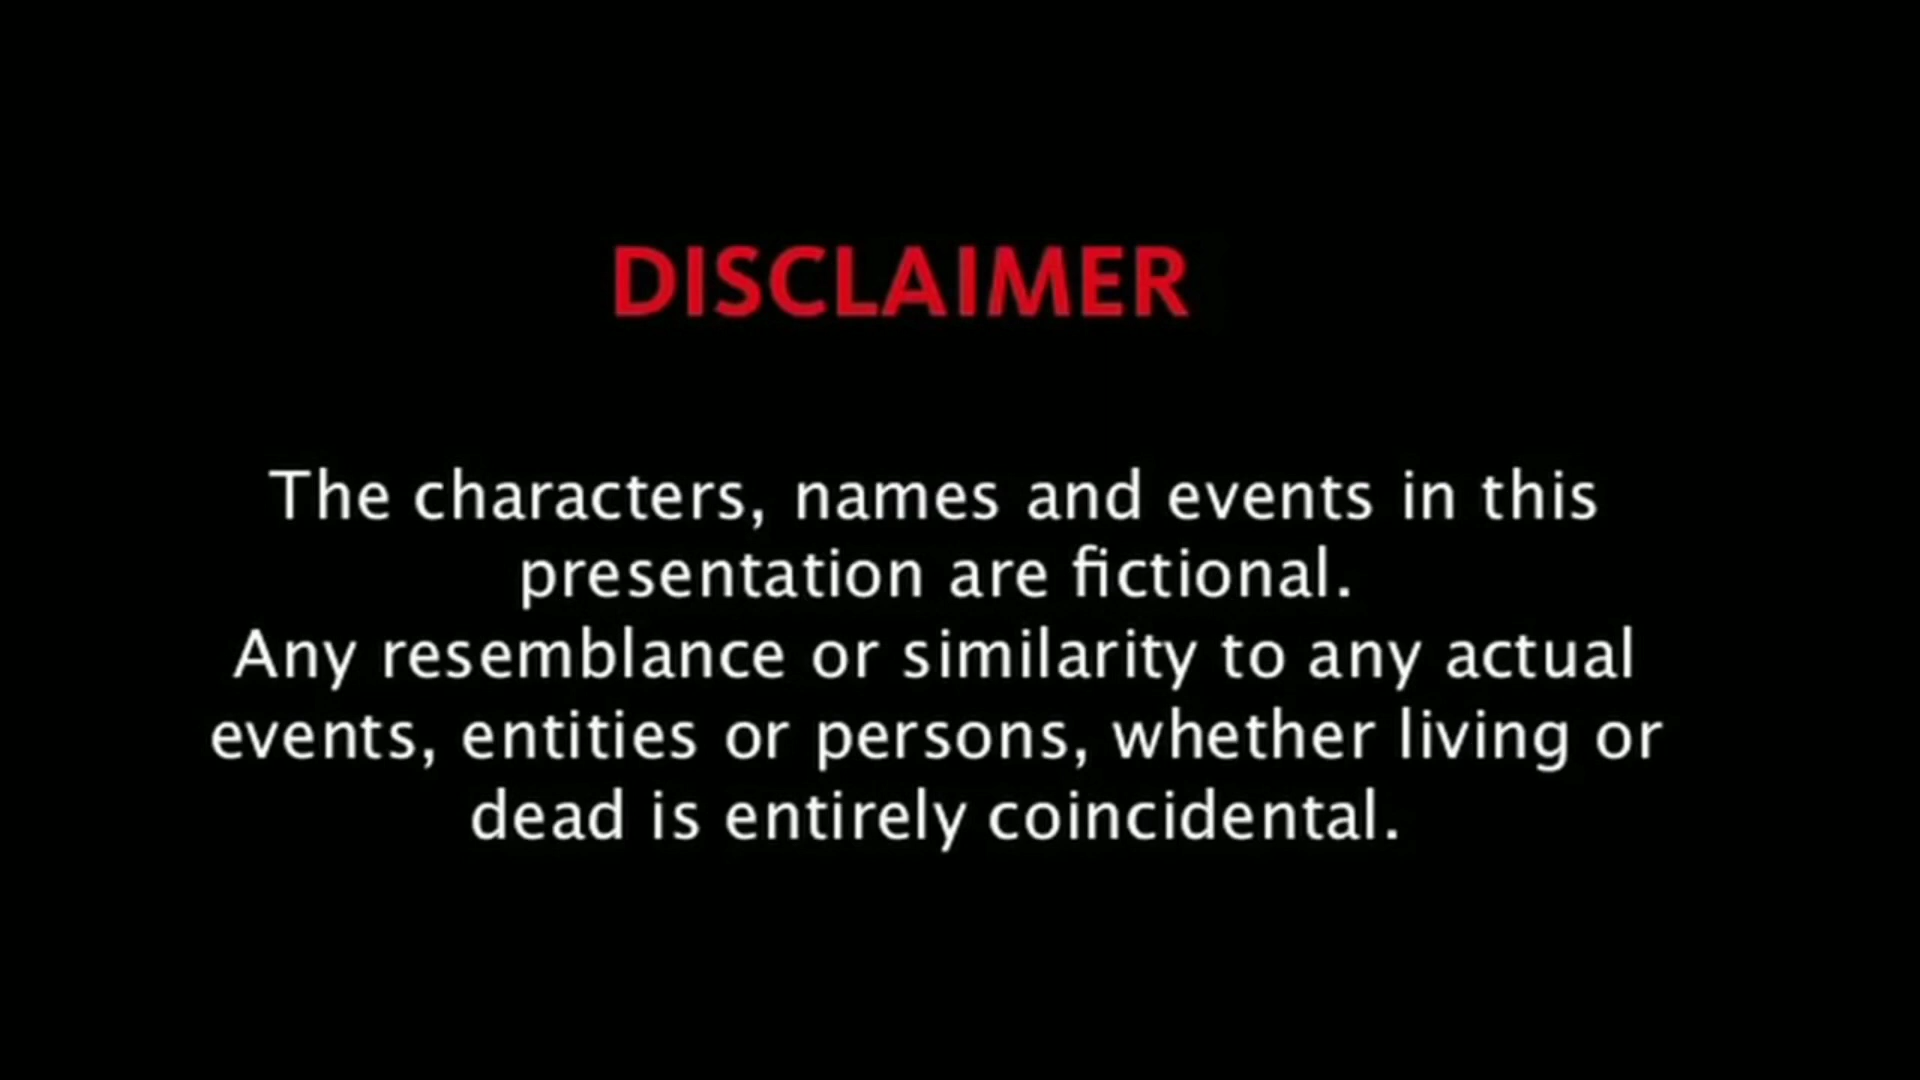 DISCLAIMER
The characters, names and events in this
presentation are fictional.
Any resemblance or similarity to any actual
events, entities or persons, whether living or
dead is entirely coincidental.